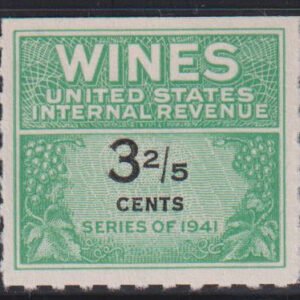 WINES
UNITED STATES
INTERNAL REVENUE
3 2/5
CENTS
SERIES OF 1941